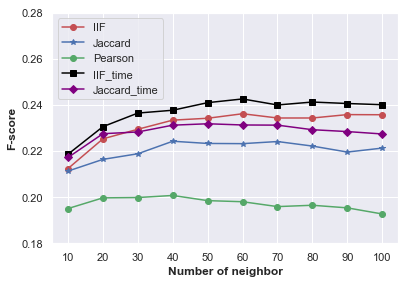 0.28
0.26
0.24
0.22
0.20
0.18
F-score
IIF
Jaccard
Pearson
IIF_time
Jaccard_time
10 20 30 40 50 60 70 80 90 100
Number of neighbor